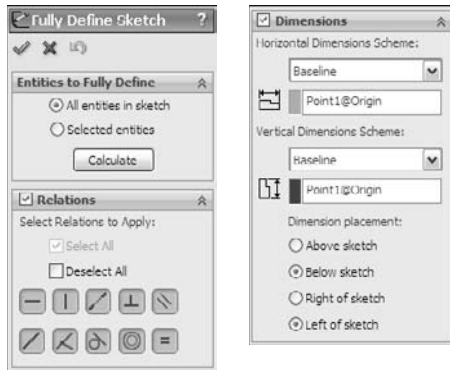 Fully Define Sketch ?
Entities to Fully Define
All entities in sketch
Selected entities
Calculate
Relations
Select Relations to Apply:
Select All
Deselect All
Dimensions
Horizontal Dimensions Scheme:
Baseline
Point1@Origin
Vertical Dimensions Scheme:
Baseline
Point1@Origin
Dimension placement:
Above sketch
Below sketch
Right of sketch
Left of sketch